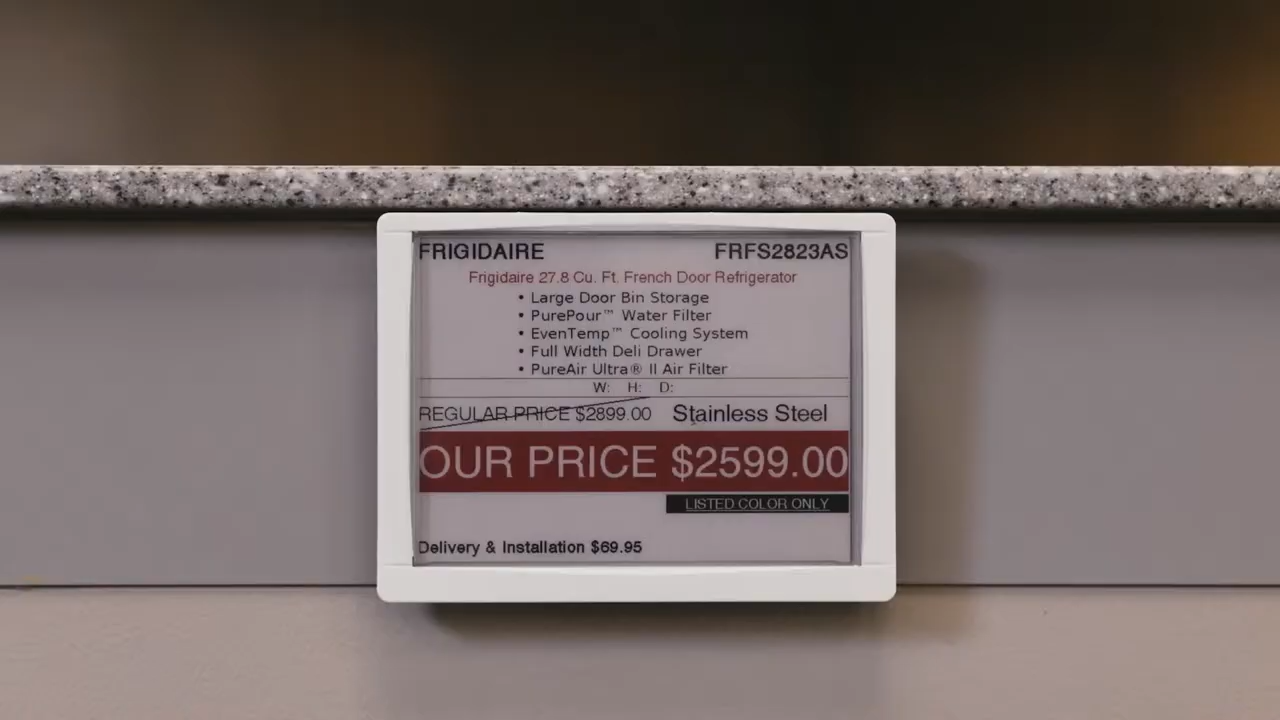 FRIGIDAIRE FRFS2823AS
Frigidaire 27.8 Cu. Ft. French Door Refrigerator
• Large Door Bin Storage
• PurePour™ Water Filter
• EvenTemp™ Cooling System
• Full Width Deli Drawer
• PureAir Ultra® II Air Filter
W: H: D:
REGULAR PRICE $2899.00 Stainless Steel
OUR PRICE $2599.00
LISTED COLOR ONLY
Delivery & Installation $69.95